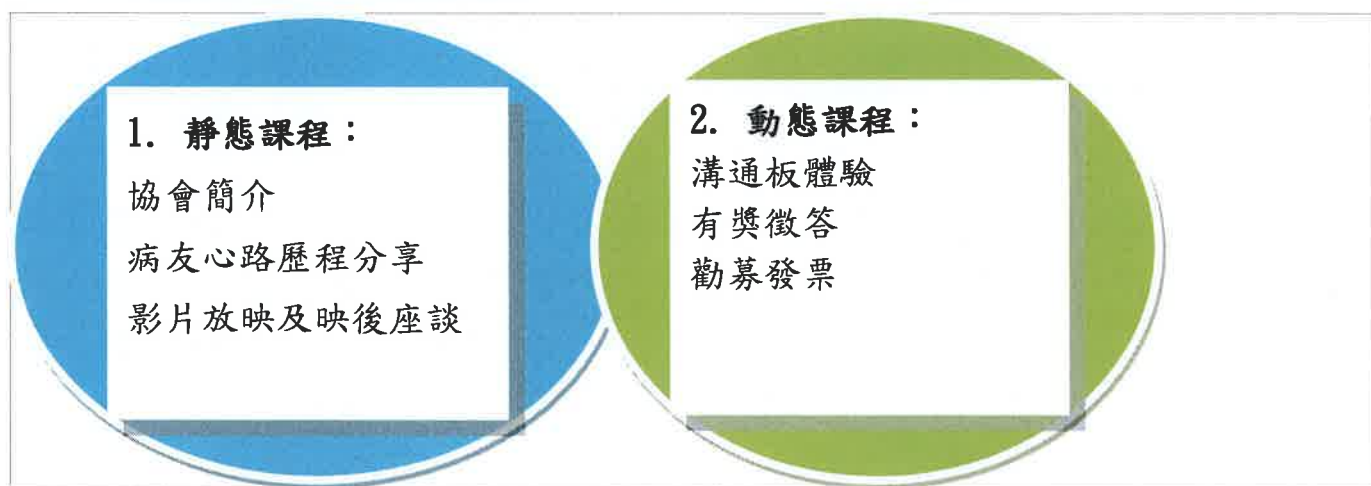 1. 靜態課程：
協會簡介
病友心路歷程分享
影片放映及映後座談
2. 動態課程：
溝通板體驗
有獎徵答
勸募發票